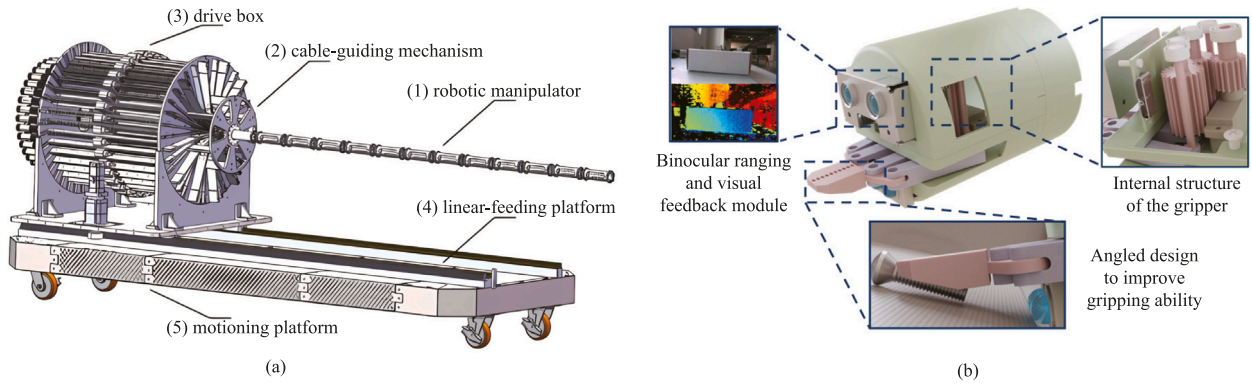 (3) drive box
(2) cable-guiding mechanism
(1) robotic manipulator
(4) linear-feeding platform
(5) motioning platform
(a)
Binocular ranging
and visual
feedback module
Internal structure
of the gripper
Angled design
to improve
gripping ability
(b)